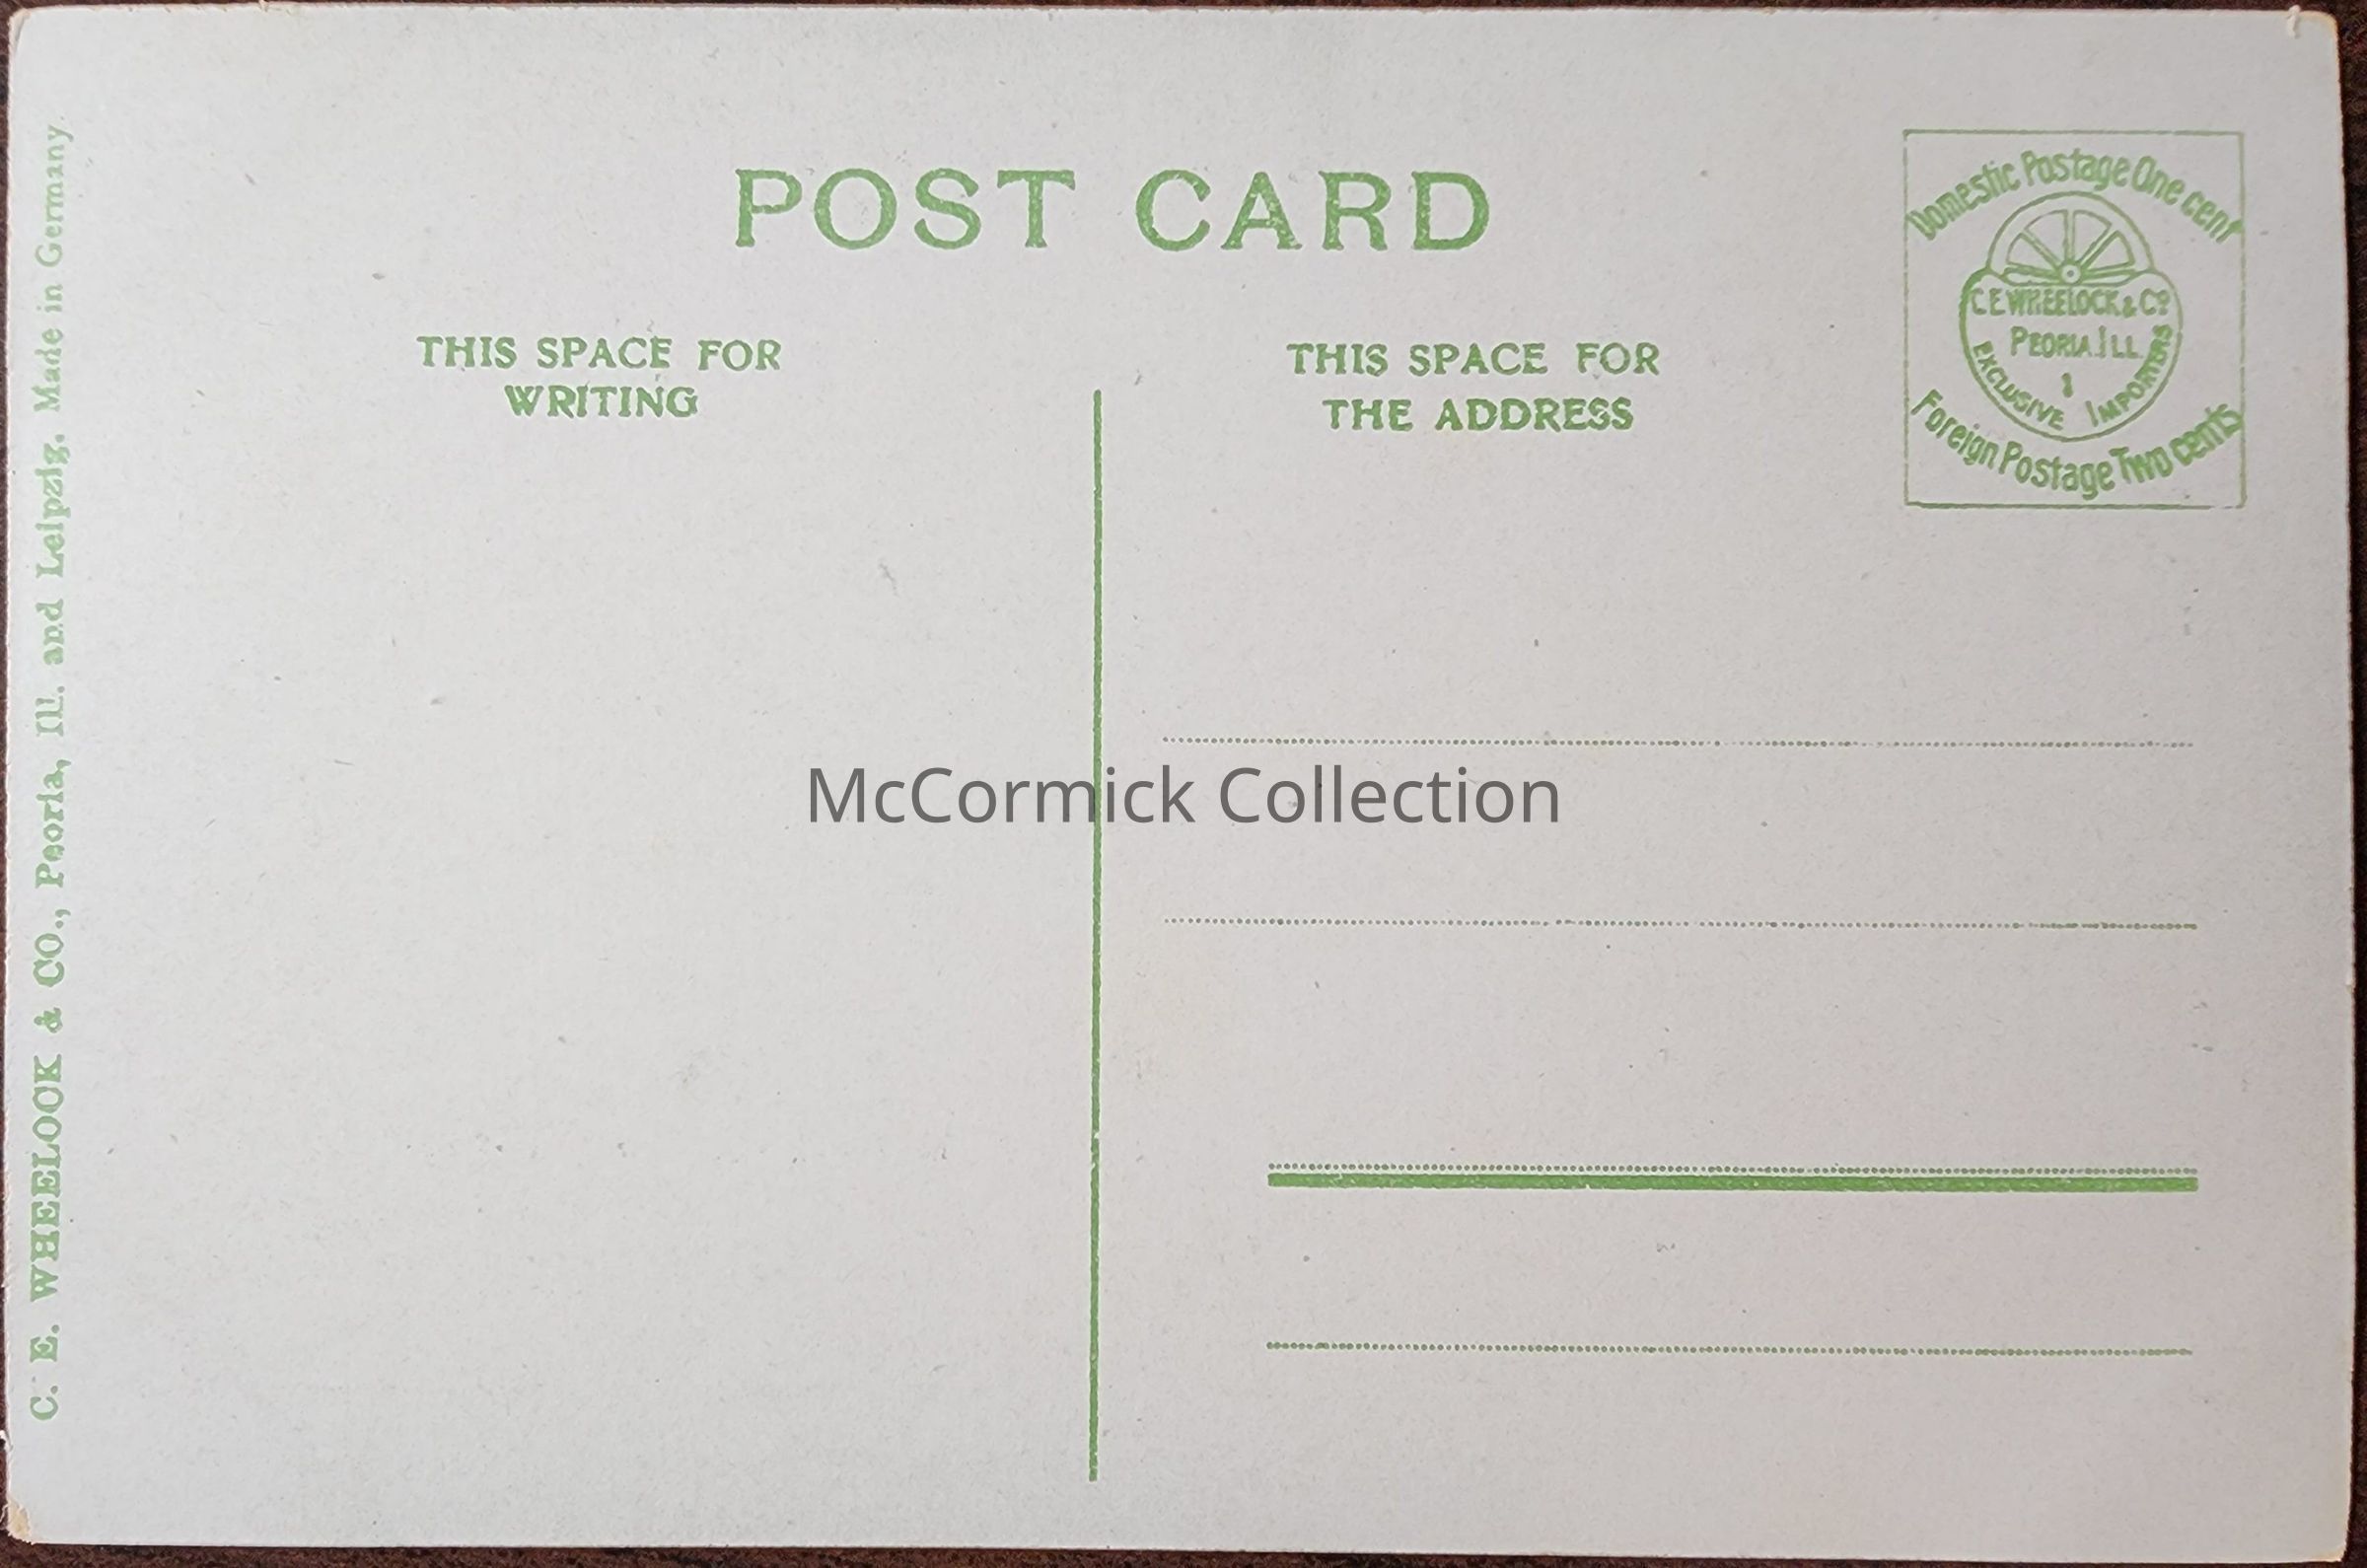 POST CARD
THIS SPACE FOR
WRITING
THIS SPACE FOR
THE ADDRESS
Domestic Postage One cent
C E WHEELOCK & Co
PEORIA. ILL
1
EXCLUSIVE IMPORTERS
Foreign Postage Two cents
C. E. WHEELOCK & CO., Peoria, Ill. and Leipzig. Made in Germany.
McCormick Collection